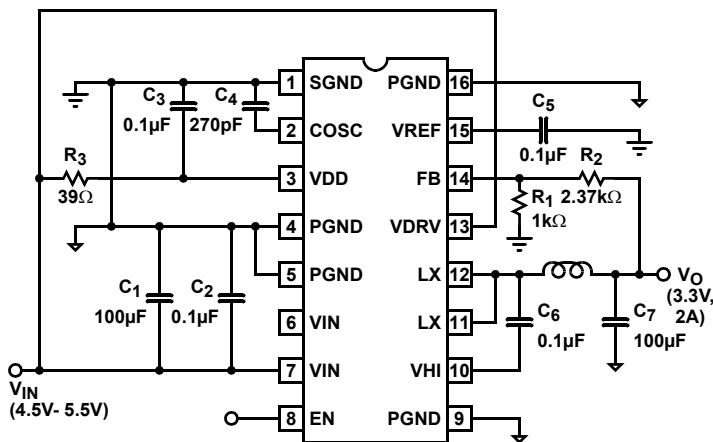 1 SGND PGND 16
C3 0.1µF
C4 270pF
C5 0.1µF
2 COSC VREF 15
R3 39Ω
3 VDD FB 14
R2 2.37kΩ
R1 1kΩ
4 PGND VDRV 13
C1 100µF
C2 0.1µF
5 PGND LX 12
VO (3.3V, 2A)
6 VIN LX 11
C6 0.1µF
C7 100µF
7 VIN VHI 10
VIN (4.5V- 5.5V)
8 EN PGND 9